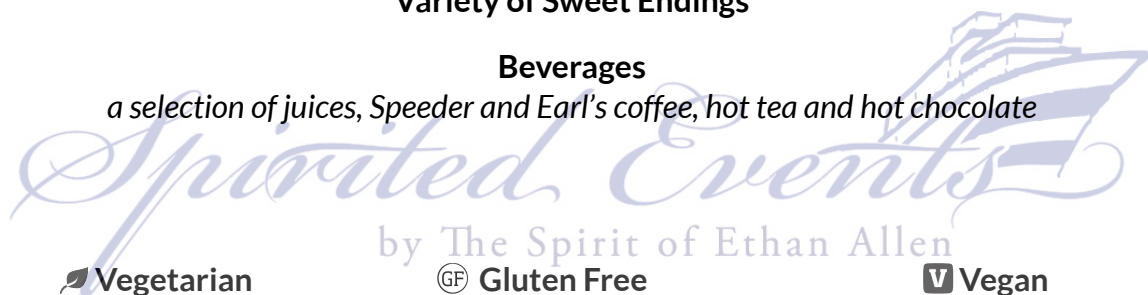 Variety of Sweet Endings
Beverages
a selection of juices, Speeder and Earl's coffee, hot tea and hot chocolate
Spirited Events
by The Spirit of Ethan Allen
Vegetarian
GF Gluten Free
V Vegan